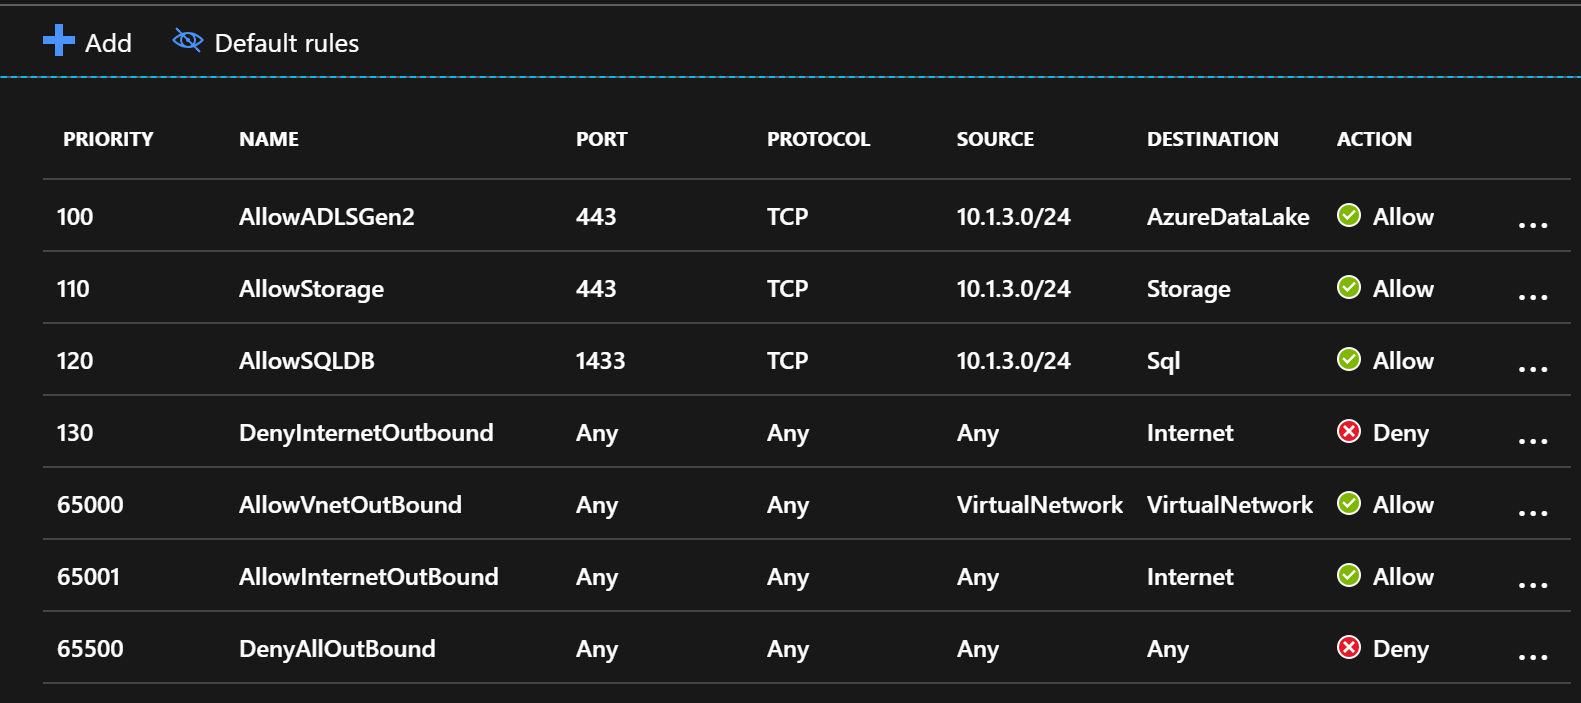 Add Default rules
PRIORITY NAME PORT PROTOCOL SOURCE DESTINATION ACTION
100 AllowADLSGen2 443 TCP 10.1.3.0/24 AzureDataLake Allow ...
110 AllowStorage 443 TCP 10.1.3.0/24 Storage Allow ...
120 AllowSQLDB 1433 TCP 10.1.3.0/24 Sql Allow ...
130 DenyInternetOutbound Any Any Any Internet Deny ...
65000 AllowVnetOutBound Any Any VirtualNetwork VirtualNetwork Allow ...
65001 AllowInternetOutBound Any Any Any Internet Allow ...
65500 DenyAllOutBound Any Any Any Any Deny ...